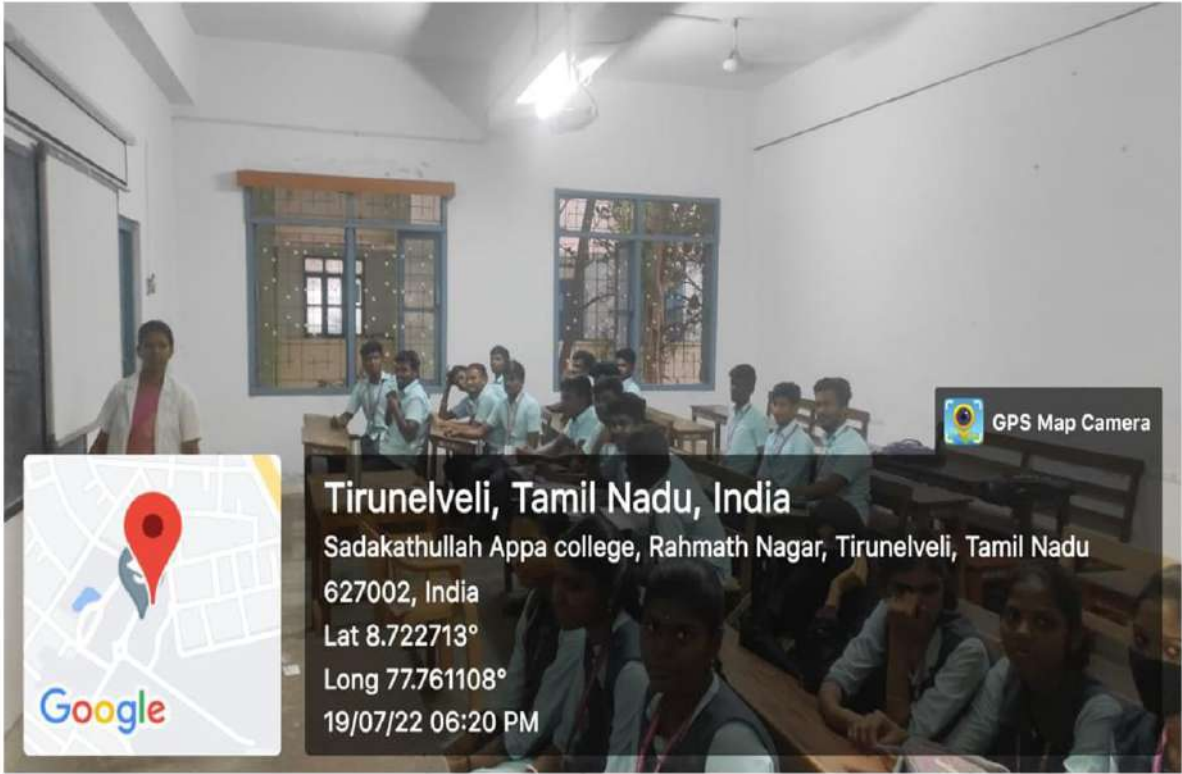 GPS Map Camera
Tirunelveli, Tamil Nadu, India
Sadakathullah Appa college, Rahmath Nagar, Tirunelveli, Tamil Nadu
627002, India
Lat 8.722713°
Long 77.761108°
19/07/22 06:20 PM
Google